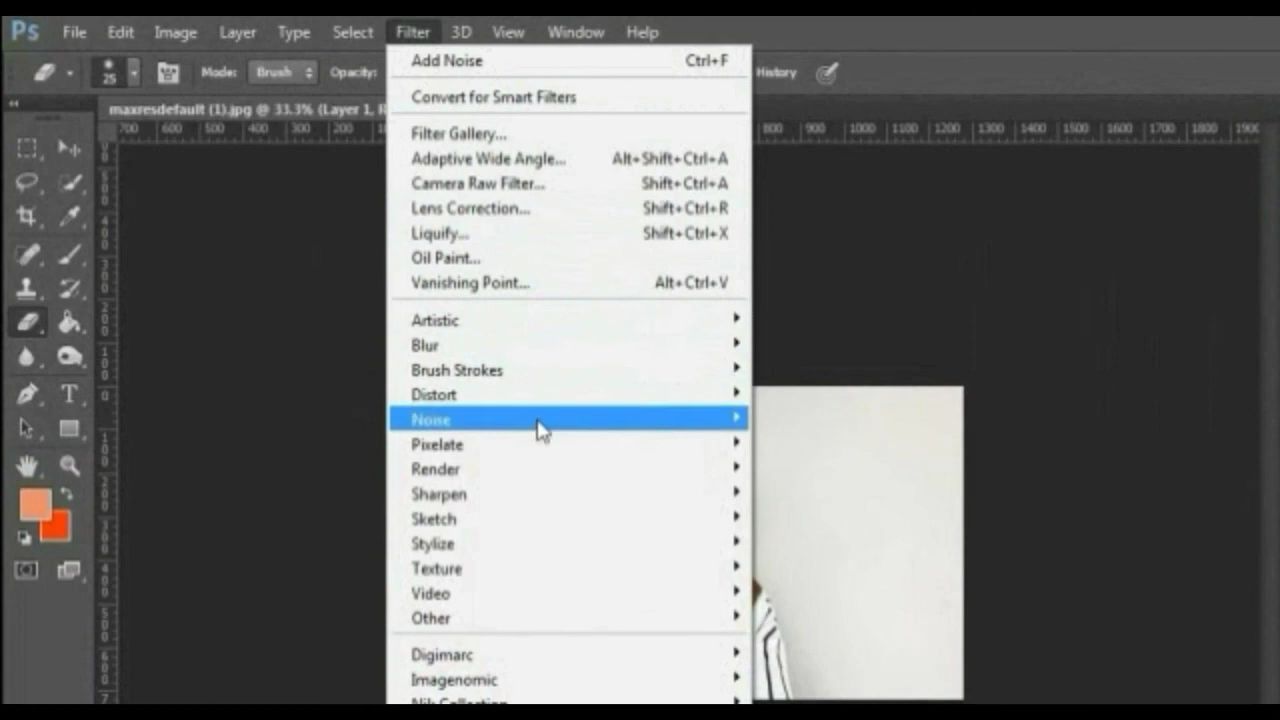 Ps File Edit Image Layer Type Select Filter 3D View Window Help
25 Mode: Brush Opacity: History
maxresdefault (1).jpg @ 33.3% (Layer 1, R
700 600 500 400 300 200 100 800 900 1000 1100 1200 1300 1400 1500 1600 1700 1800 1900
Add Noise Ctrl+F
Convert for Smart Filters
Filter Gallery...
Adaptive Wide Angle... Alt+Shift+Ctrl+A
Camera Raw Filter... Shift+Ctrl+A
Lens Correction... Shift+Ctrl+R
Liquify... Shift+Ctrl+X
Oil Paint...
Vanishing Point... Alt+Ctrl+V
Artistic
Blur
Brush Strokes
Distort
Noise
Pixelate
Render
Sharpen
Sketch
Stylize
Texture
Video
Other
Digimarc
Imagenomic
Nik Collection